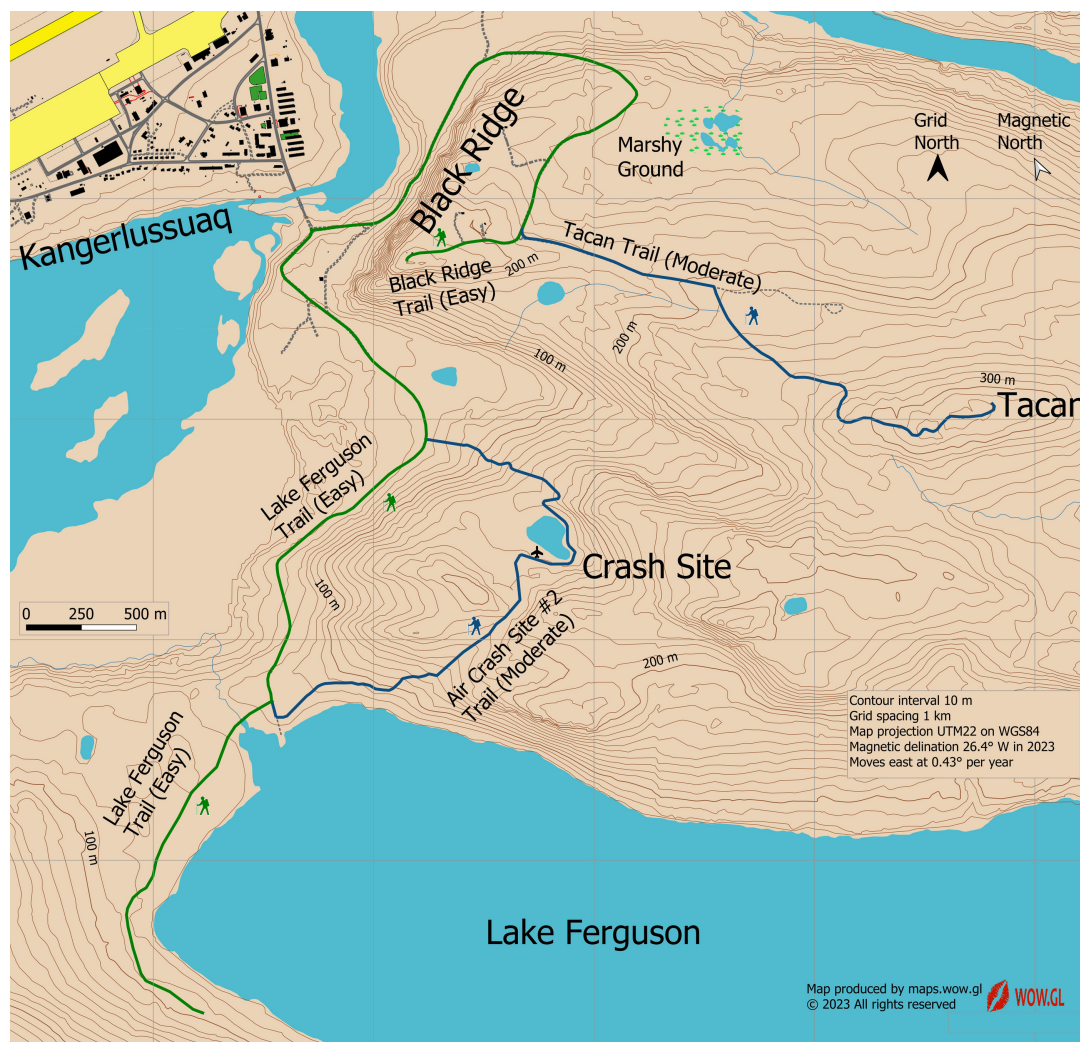 Kangerlussuaq
Black Ridge
Marshy
Ground
Grid
North
Magnetic
North
Tacan Trail (Moderate)
Black Ridge
Trail (Easy)
200 m
100 m
200 m
300 m
Tacan
Lake Ferguson
Trail (Easy)
Crash Site
100 m
0 250 500 m
Air Crash Site #2
Trail (Moderate)
200 m
Contour interval 10 m
Grid spacing 1 km
Map projection UTM22 on WGS84
Magnetic delination 26.4° W in 2023
Moves east at 0.43° per year
Lake Ferguson
Trail (Easy)
100 m
Lake Ferguson
Map produced by maps.wow.gl
© 2023 All rights reserved
WOW.GL